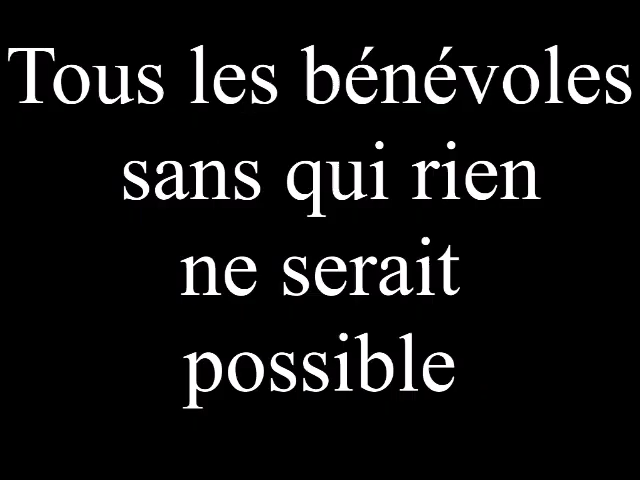 Tous les bénévoles
sans qui rien
ne serait
possible